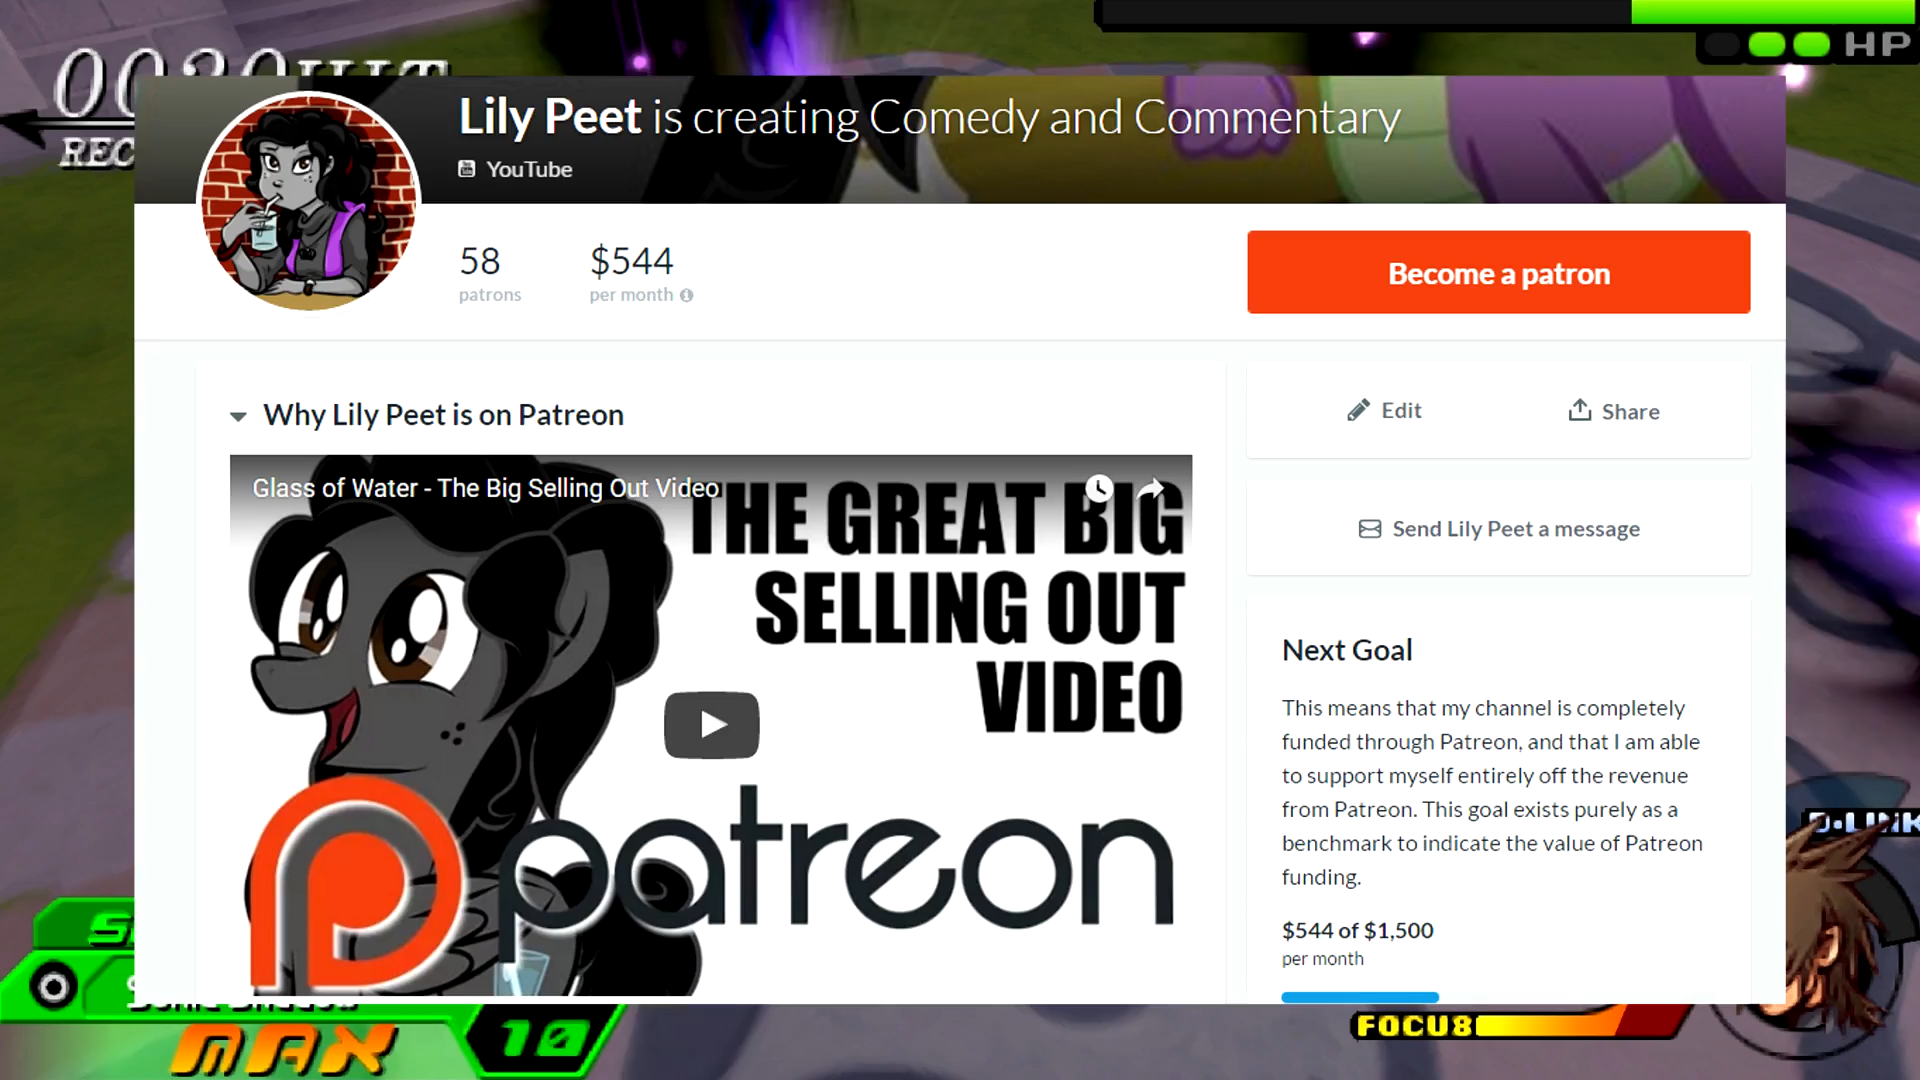 HP
REC
Lily Peet is creating Comedy and Commentary
YouTube
58
patrons
$544
per month
Become a patron
Why Lily Peet is on Patreon
Edit
Share
Glass of Water - The Big Selling Out Video
THE GREAT BIG
SELLING OUT
VIDEO
patreon
Send Lily Peet a message
Next Goal
This means that my channel is completely
funded through Patreon, and that I am able
to support myself entirely off the revenue
from Patreon. This goal exists purely as a
benchmark to indicate the value of Patreon
funding.
$544 of $1,500
per month
D-LINK
MAX
10
FOCUS